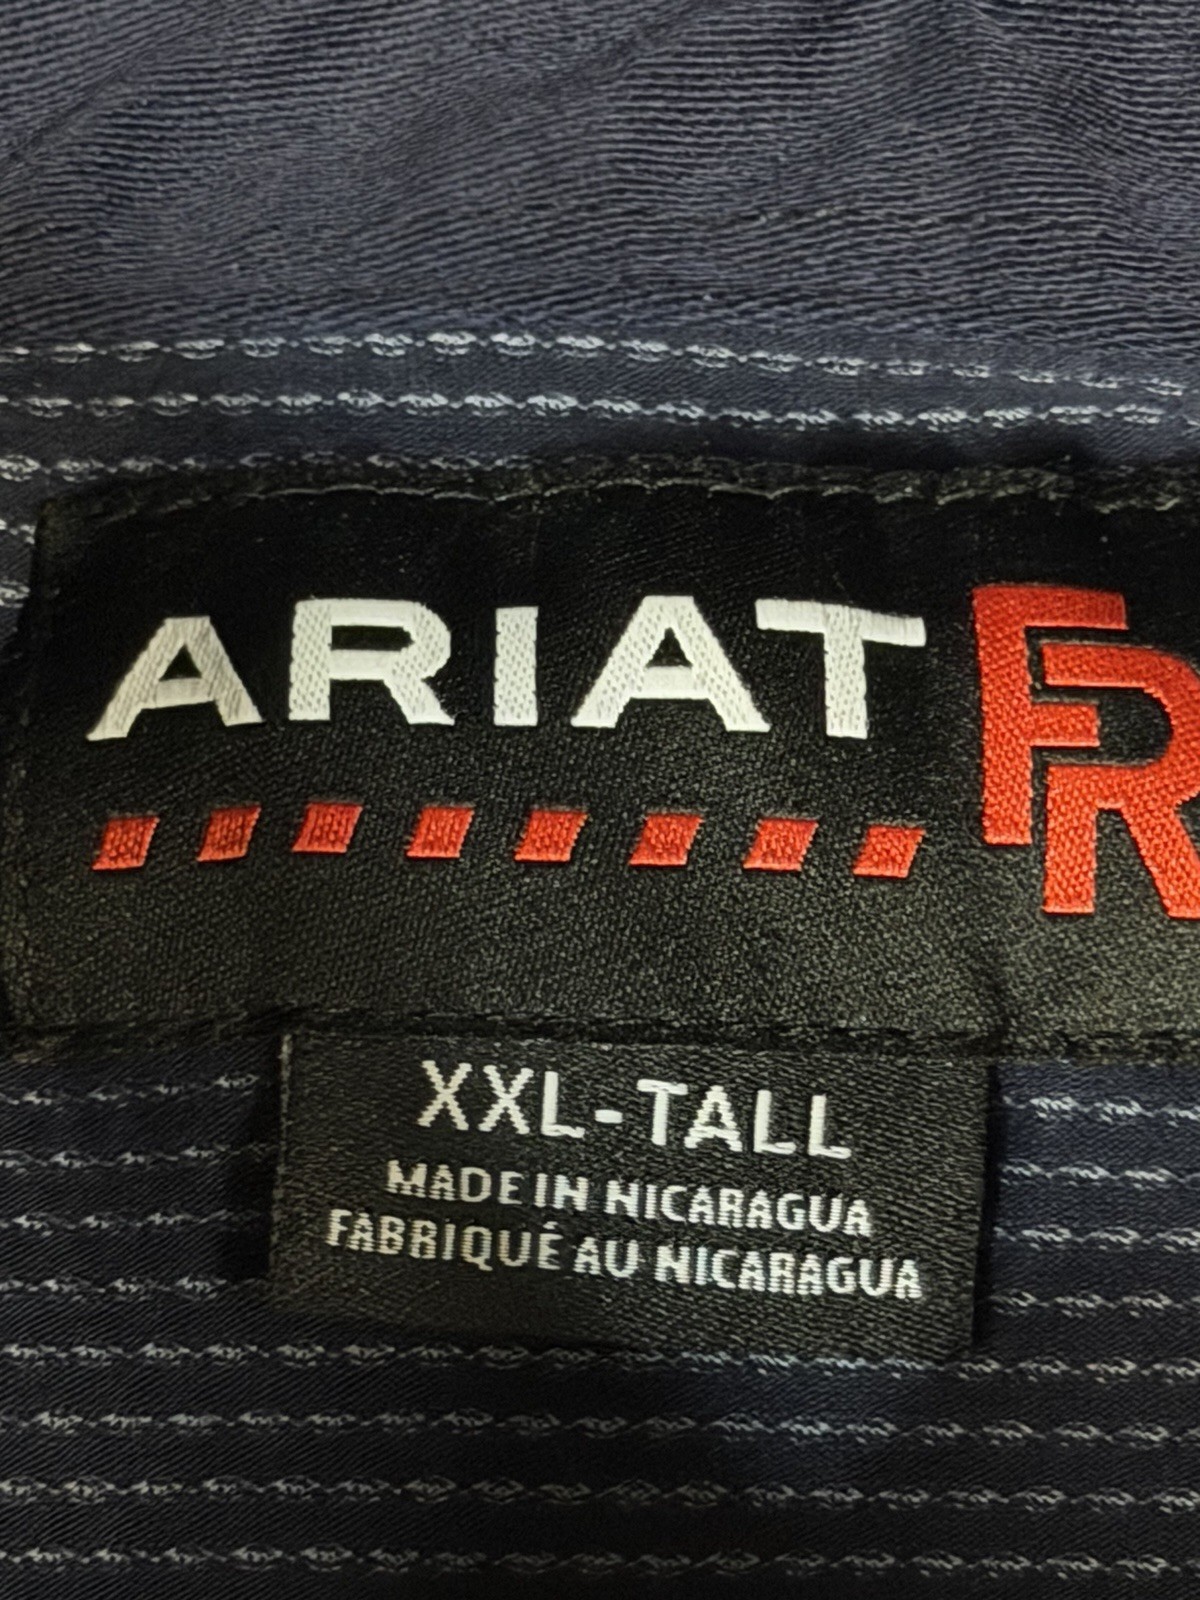 ARIAT FR
XXL-TALL
MADE IN NICARAGUA
FABRIQUÉ AU NICARAGUA